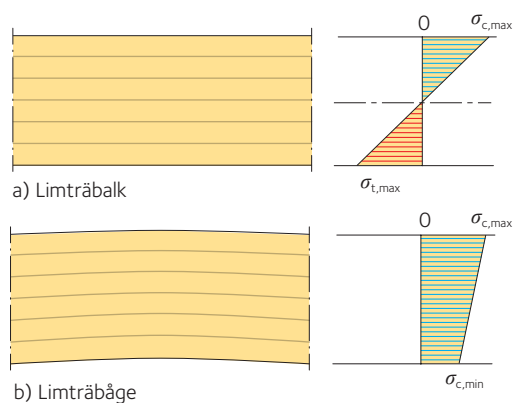 0 σc,max
σt,max
a) Limträbalk
0 σc,max
σc,min
b) Limträbåge